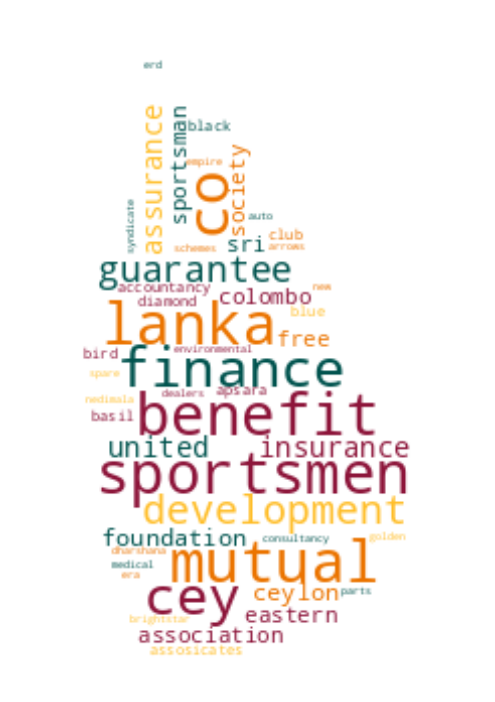 erd
assurance
sportsman
black
empire
co
society
syndicate
auto
club
schemes
sri
arrows
guarantee
accountancy
new
diamond
colombo
lanka
blue
free
bird
environmental
finance
spare
dealers
apsara
nedimala
basil
benefit
united
insurance
sportsmen
development
foundation
consultancy
golden
dharshana
mutual
medical
era
cey
ceylon
parts
brightstar
eastern
association
assosicates